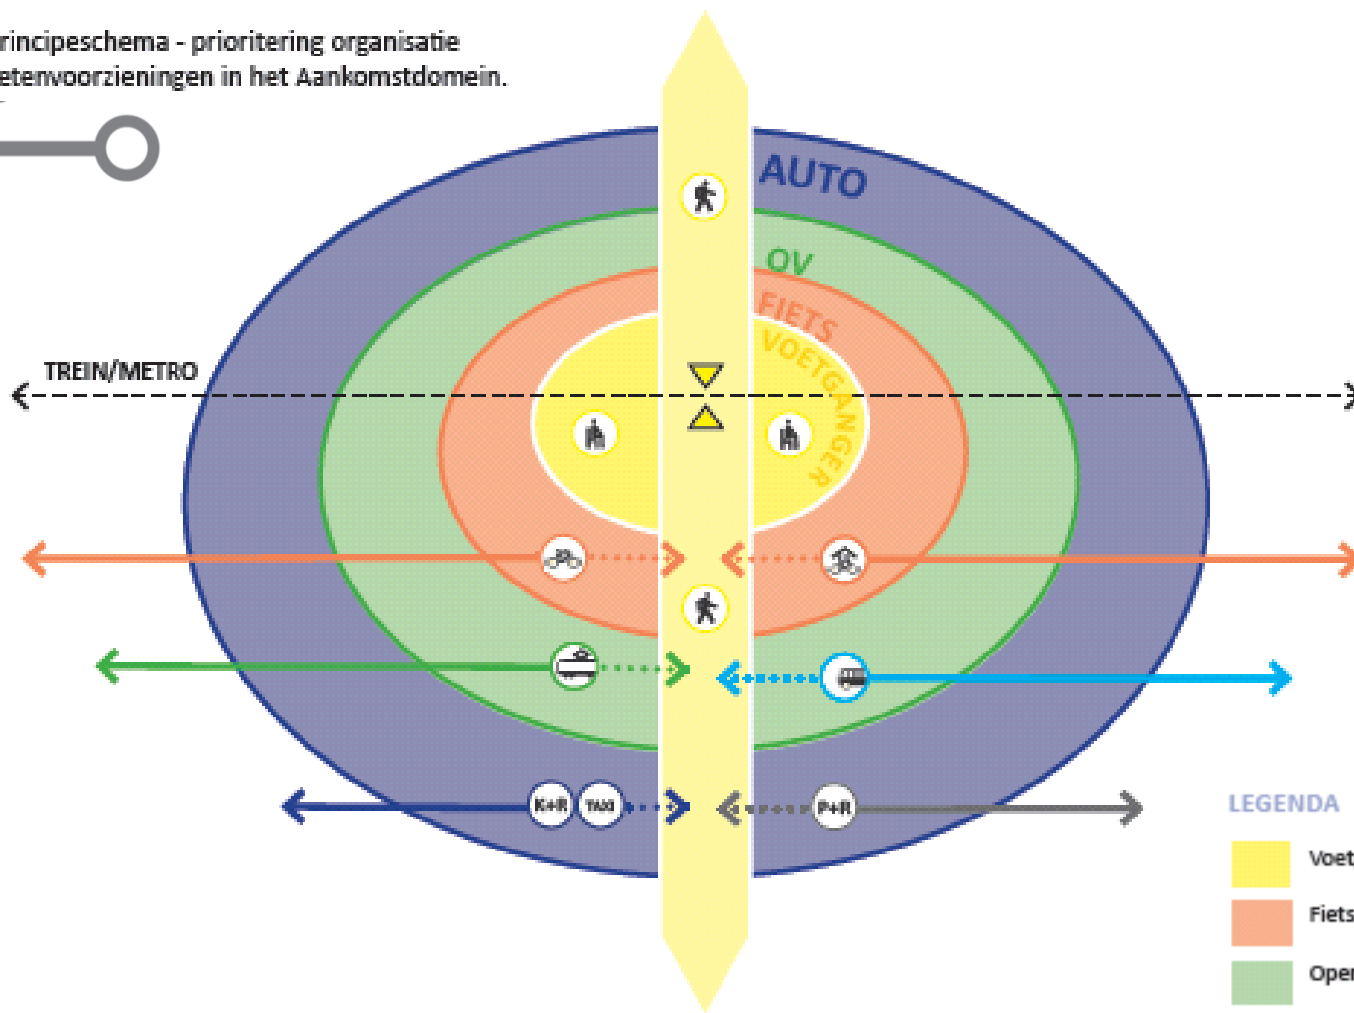 rincipeschema - prioritering organisatie
etenvoorzieningen in het Aankomstdomein.
AUTO
OV
FIETS
VOETGANGER
TREIN/METRO
K+R TAXI
P+R
LEGENDA
Voet
Fiets
Oper